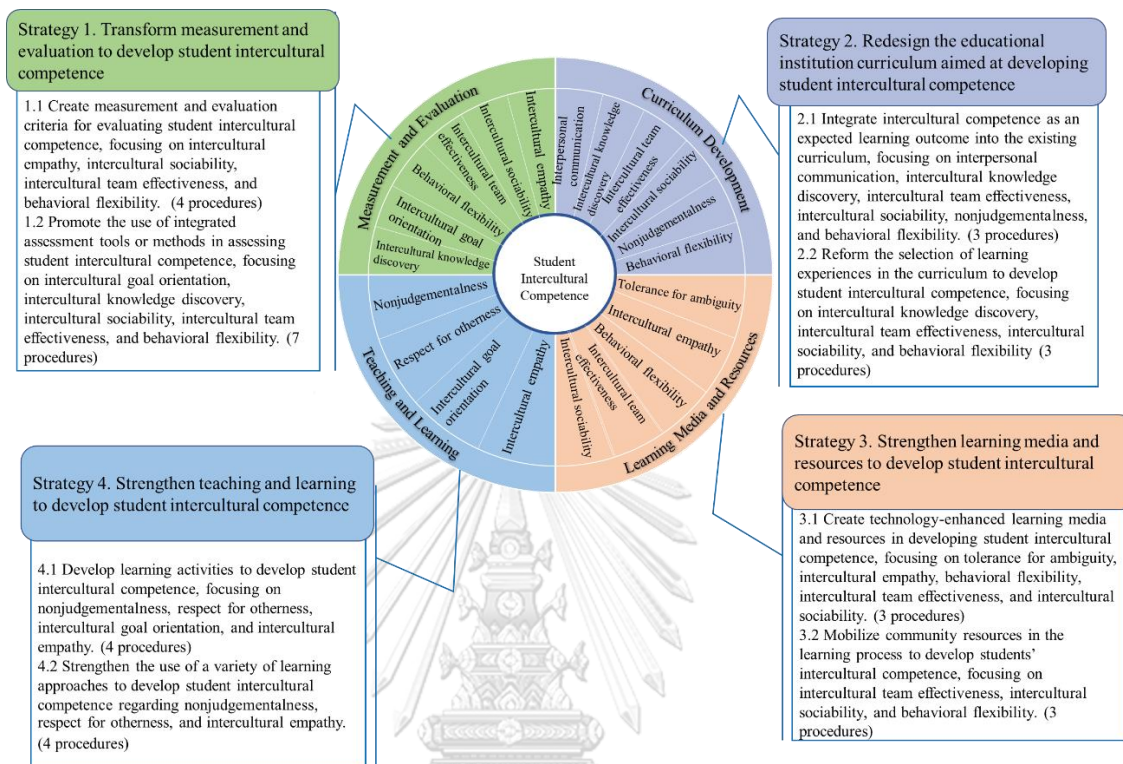 Strategy 1. Transform measurement and
evaluation to develop student intercultural
competence
1.1 Create measurement and evaluation
criteria for evaluating student intercultural
competence, focusing on intercultural
empathy, intercultural sociability,
intercultural team effectiveness, and
behavioral flexibility. (4 procedures)
1.2 Promote the use of integrated
assessment tools or methods in assessing
student intercultural competence, focusing
on intercultural goal orientation,
intercultural knowledge discovery,
intercultural sociability, intercultural team
effectiveness, and behavioral flexibility. (7
procedures)
Measurement and Evaluation
Intercultural knowledge
discovery
Intercultural goal
orientation
Behavioral flexibility
Intercultural team
effectiveness
Intercultural sociability
Intercultural empathy
Curriculum Development
Interpersonal
communication
Intercultural knowledge
discovery
Intercultural team
effectiveness
Intercultural sociability
Nonjudgementalness
Behavioral flexibility
Student
Intercultural
Competence
Teaching and Learning
Nonjudgementalness
Respect for otherness
Intercultural goal
orientation
Intercultural empathy
Learning Media and Resources
Tolerance for ambiguity
Intercultural empathy
Behavioral flexibility
Intercultural team
effectiveness
Intercultural sociability
Strategy 2. Redesign the educational
institution curriculum aimed at developing
student intercultural competence
2.1 Integrate intercultural competence as an
expected learning outcome into the existing
curriculum, focusing on interpersonal
communication, intercultural knowledge
discovery, intercultural team effectiveness,
intercultural sociability, nonjudgementalness,
and behavioral flexibility. (3 procedures)
2.2 Reform the selection of learning
experiences in the curriculum to develop
student intercultural competence, focusing
on intercultural knowledge discovery,
intercultural team effectiveness, intercultural
sociability, and behavioral flexibility (3
procedures)
Strategy 3. Strengthen learning media and
resources to develop student intercultural
competence
3.1 Create technology-enhanced learning media
and resources in developing student intercultural
competence, focusing on tolerance for ambiguity,
intercultural empathy, behavioral flexibility,
intercultural team effectiveness, and intercultural
sociability. (3 procedures)
3.2 Mobilize community resources in the
learning process to develop students'
intercultural competence, focusing on
intercultural team effectiveness, intercultural
sociability, and behavioral flexibility. (3
procedures)
Strategy 4. Strengthen teaching and learning
to develop student intercultural competence
4.1 Develop learning activities to develop student
intercultural competence, focusing on
nonjudgementalness, respect for otherness,
intercultural goal orientation, and intercultural
empathy. (4 procedures)
4.2 Strengthen the use of a variety of learning
approaches to develop student intercultural
competence regarding nonjudgementalness,
respect for otherness, and intercultural empathy.
(4 procedures)